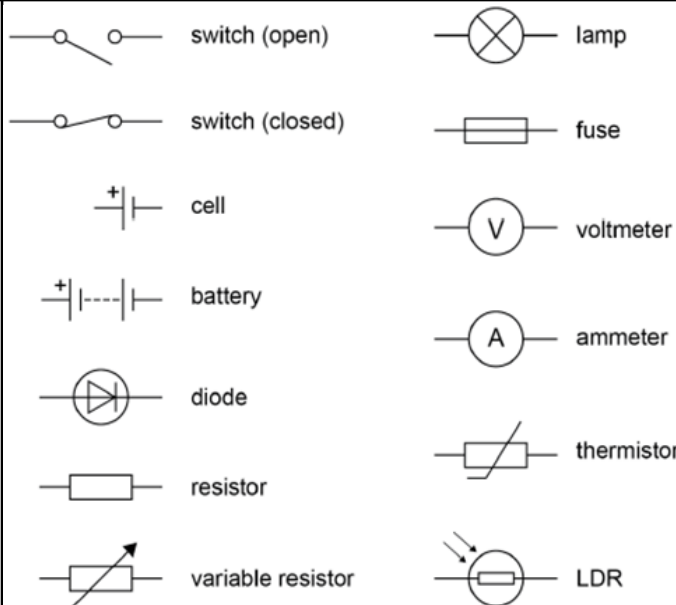 switch (open)
switch (closed)
+
cell
+
battery
diode
resistor
variable resistor
lamp
fuse
V
voltmeter
A
ammeter
thermistor
LDR